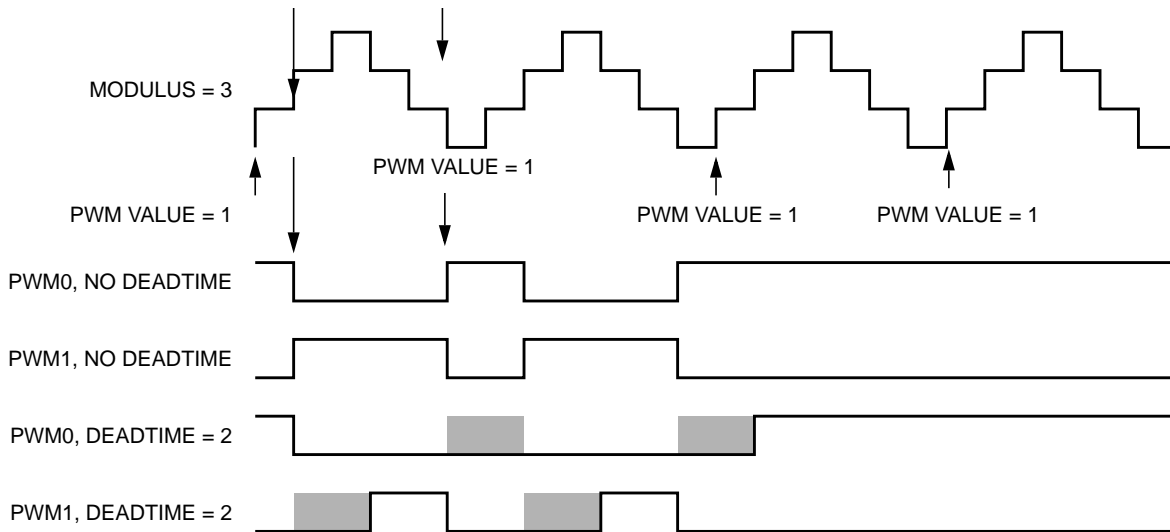 MODULUS = 3
PWM VALUE = 1
PWM VALUE = 1
PWM VALUE = 1
PWM VALUE = 1
PWM0, NO DEADTIME
PWM1, NO DEADTIME
PWM0, DEADTIME = 2
PWM1, DEADTIME = 2